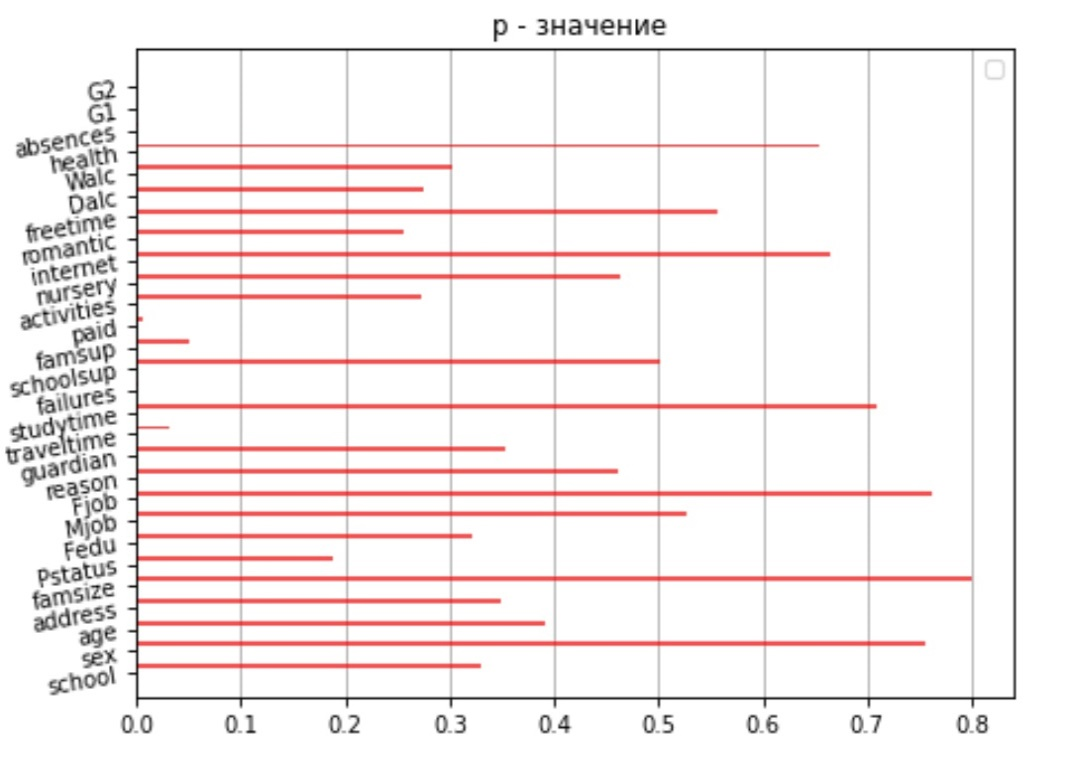 p - значение
G2
G1
absences
health
Walc
Dalc
freetime
romantic
internet
nursery
activities
paid
famsup
schoolsup
failures
studytime
traveltime
guardian
reason
Fjob
Mjob
Fedu
Pstatus
famsize
address
age
sex
school
0.0 0.1 0.2 0.3 0.4 0.5 0.6 0.7 0.8